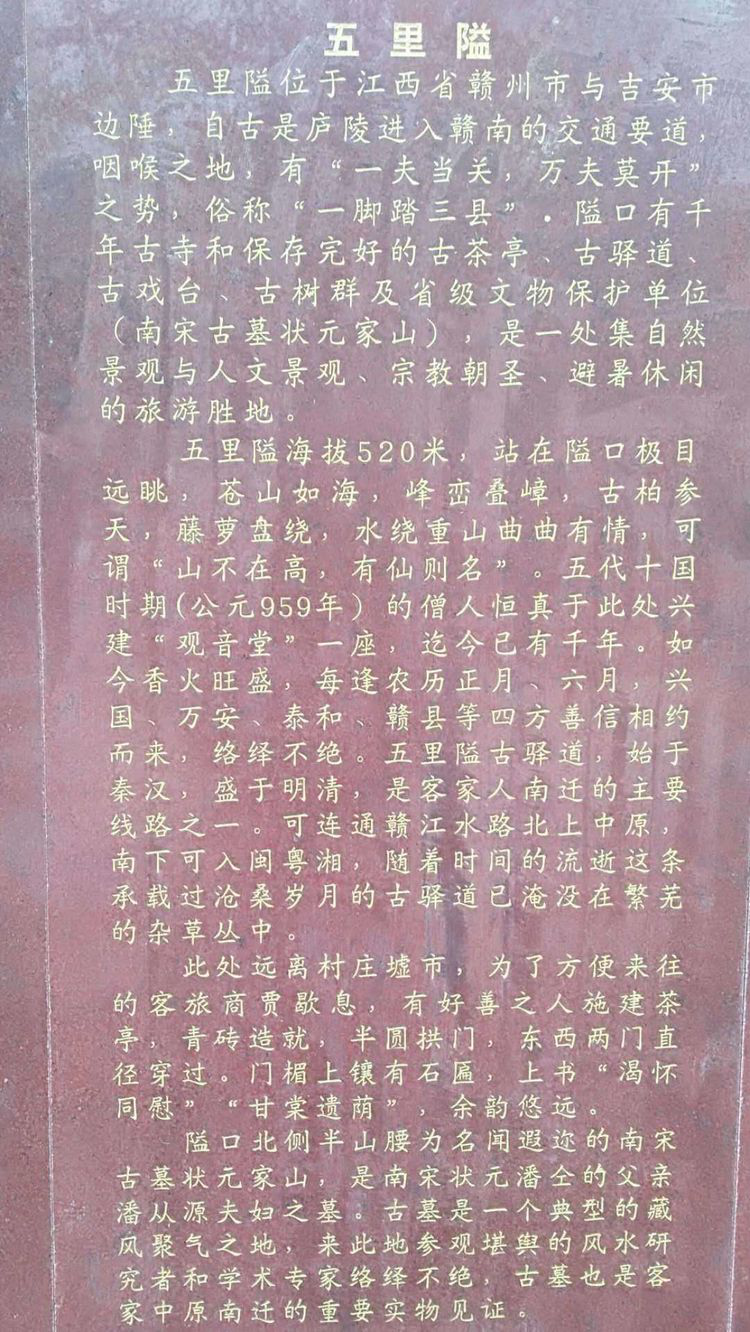 五里隘
五里隘位于江西省赣州市与吉安市
边陲，自古是庐陵进入赣南的交通要道，
咽喉之地，有“一夫当关，万夫莫开”
之势，俗称“一脚踏三县”．隘口有千
年古寺和保存完好的古茶亭、古驿道、
古戏台、古树群及省级文物保护单位
（南宋古墓状元家山），是一处集自然
景观与人文景观、宗教朝圣、避暑休闲
的旅游胜地。
五里隘海拔520米，站在隘口极目
远眺，苍山如海，峰峦叠嶂，古柏参
天，藤萝盘绕，水绕重山曲曲有情，可
谓“山不在高，有仙则名”。五代十国
时期(公元959年）的僧人恒真于此处兴
建“观音堂”一座，迄今已有千年。如
今香火旺盛，每逢农历正月、六月，兴
国、万安、泰和、赣县等四方善信相约
而来，络绎不绝。五里隘古驿道，始于
秦汉，盛于明清，是客家人南迁的主要
线路之一。可连通赣江水路北上中原，
南下可入闽粤湘，随着时间的流逝这条
承载过沧桑岁月的古驿道已淹没在繁芜
的杂草丛中。
此处远离村庄墟市，为了方便来往
的客旅商贾歇息，有好善之人施建茶
亭，青砖造就，半圆拱门，东西两门直
径穿过。门楣上镶有石匾，上书“渴怀
同慰”“甘棠遗荫”，余韵悠远。
隘口北侧半山腰为名闻遐迩的南宋
古墓状元家山，是南宋状元潘仝的父亲
潘从源夫妇之墓。古墓是一个典型的藏
风聚气之地，来此地参观堪舆的风水研
究者和学术专家络绎不绝，古墓也是客
家中原南迁的重要实物见证。